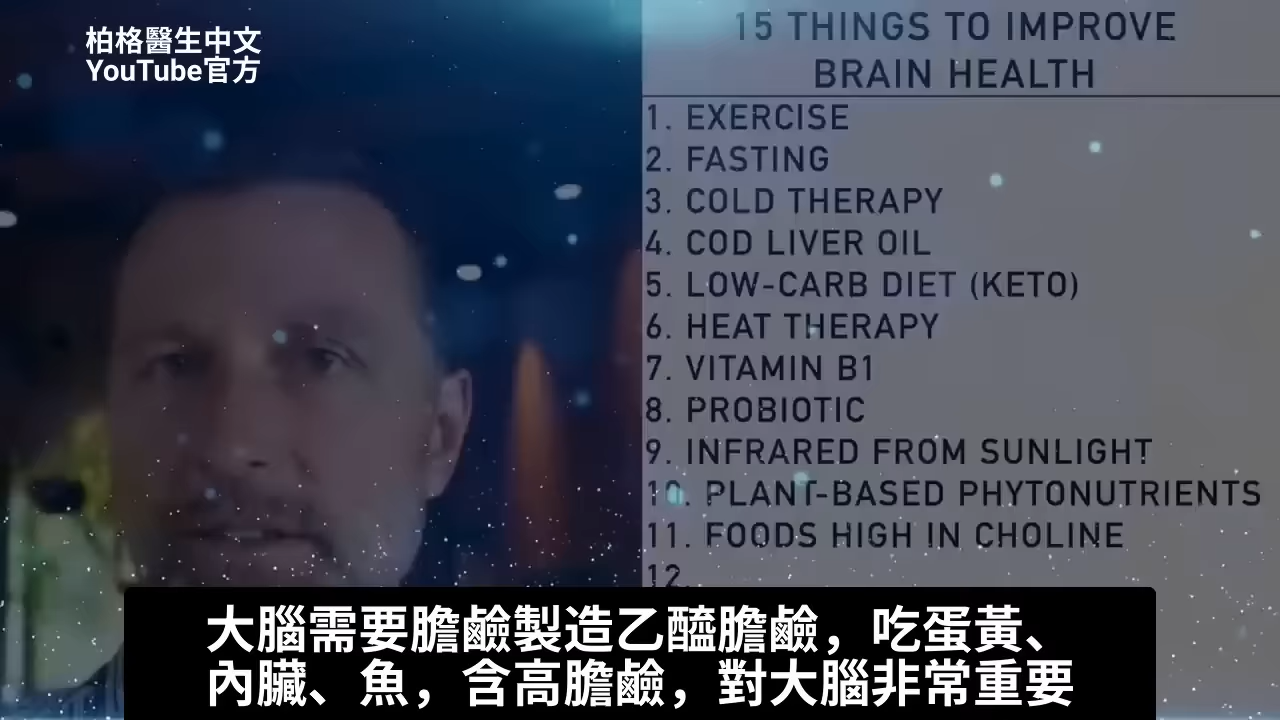 柏格醫生中文
YouTube官方
15 THINGS TO IMPROVE
BRAIN HEALTH
1. EXERCISE
2. FASTING
3. COLD THERAPY
4. COD LIVER OIL
5. LOW-CARB DIET (KETO)
6. HEAT THERAPY
7. VITAMIN B1
8. PROBIOTIC
9. INFRARED FROM SUNLIGHT
10. PLANT-BASED PHYTONUTRIENTS
11. FOODS HIGH IN CHOLINE
12.
大腦需要膽鹼製造乙醯膽鹼，吃蛋黃、
內臟、魚，含高膽鹼，對大腦非常重要